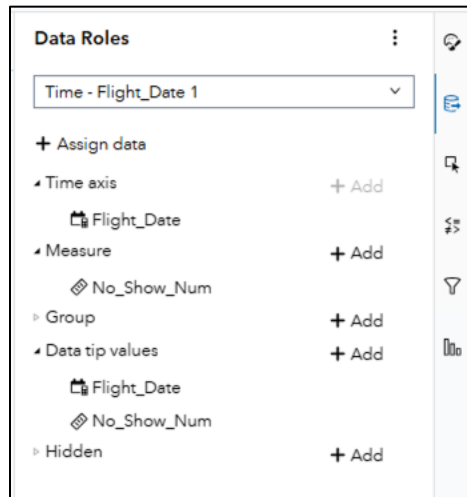 Data Roles
Time - Flight_Date 1
+ Assign data
Time axis + Add
Flight_Date
Measure + Add
No_Show_Num
Group + Add
Data tip values + Add
Flight_Date
No_Show_Num
Hidden + Add